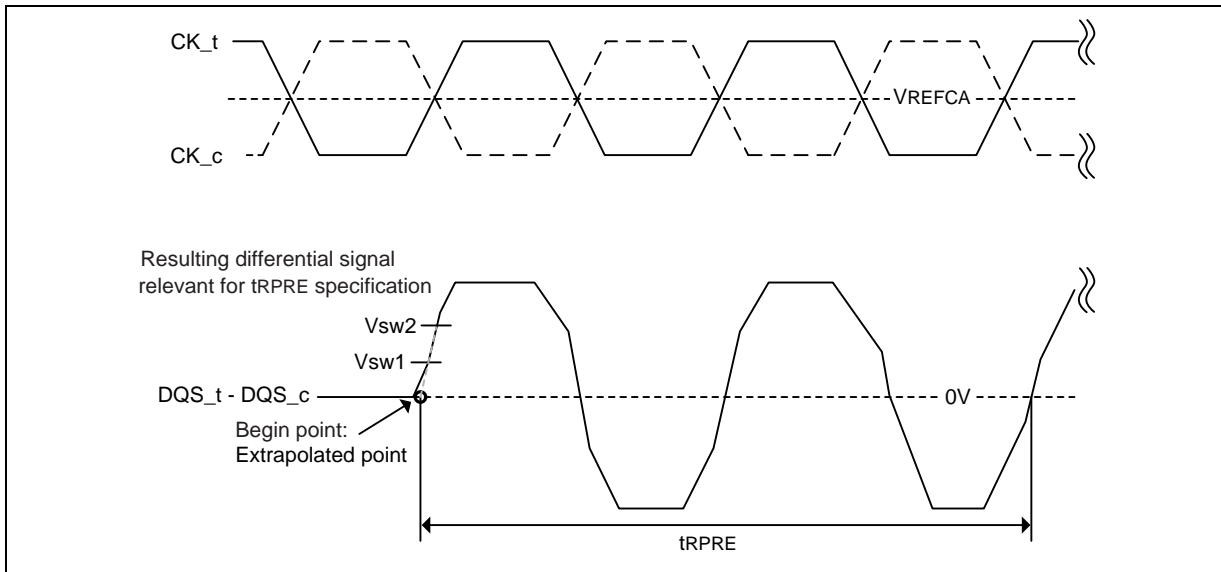 CK_t
VREFCA
CK_c
Resulting differential signal
relevant for tRPRE specification
Vsw2
Vsw1
DQS_t - DQS_c
0V
Begin point:
Extrapolated point
tRPRE